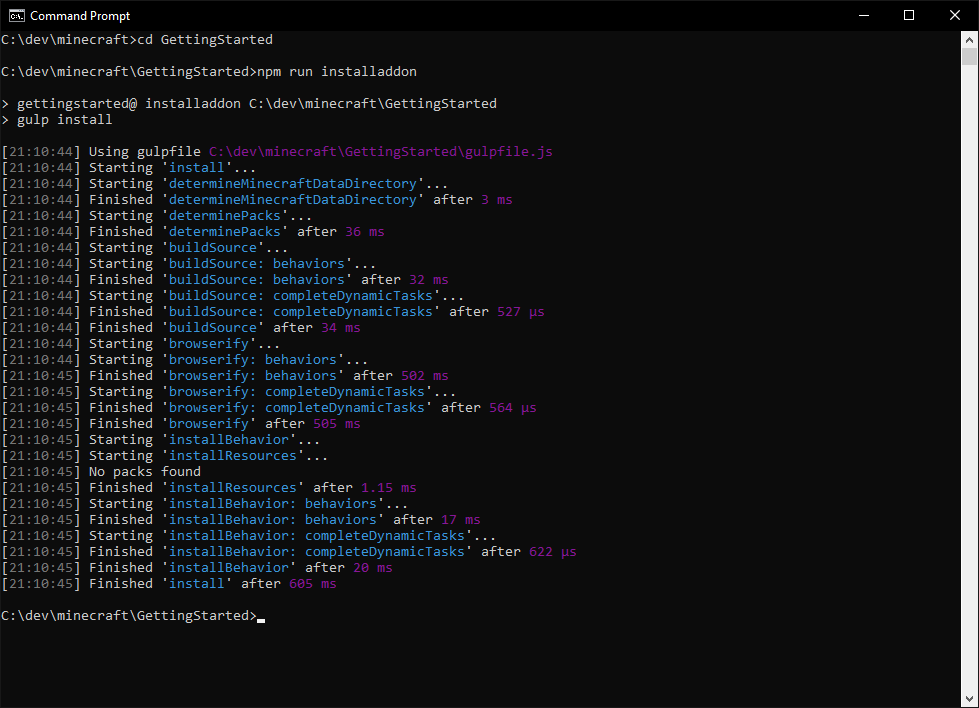 Command Prompt
C:\dev\minecraft>cd GettingStarted
C:\dev\minecraft\GettingStarted>npm run installaddon
> gettingstarted@ installaddon C:\dev\minecraft\GettingStarted
> gulp install
[21:10:44] Using gulpfile C:\dev\minecraft\GettingStarted\gulpfile.js
[21:10:44] Starting 'install'...
[21:10:44] Starting 'determineMinecraftDataDirectory'...
[21:10:44] Finished 'determineMinecraftDataDirectory' after 3 ms
[21:10:44] Starting 'determinePacks'...
[21:10:44] Finished 'determinePacks' after 36 ms
[21:10:44] Starting 'buildSource'...
[21:10:44] Starting 'buildSource: behaviors'...
[21:10:44] Finished 'buildSource: behaviors' after 32 ms
[21:10:44] Starting 'buildSource: completeDynamicTasks'...
[21:10:44] Finished 'buildSource: completeDynamicTasks' after 527 μs
[21:10:44] Finished 'buildSource' after 34 ms
[21:10:44] Starting 'browserify'...
[21:10:44] Starting 'browserify: behaviors'...
[21:10:45] Finished 'browserify: behaviors' after 502 ms
[21:10:45] Starting 'browserify: completeDynamicTasks'...
[21:10:45] Finished 'browserify: completeDynamicTasks' after 564 μs
[21:10:45] Finished 'browserify' after 505 ms
[21:10:45] Starting 'installBehavior'...
[21:10:45] Starting 'installResources'...
[21:10:45] No packs found
[21:10:45] Finished 'installResources' after 1.15 ms
[21:10:45] Starting 'installBehavior: behaviors'...
[21:10:45] Finished 'installBehavior: behaviors' after 17 ms
[21:10:45] Starting 'installBehavior: completeDynamicTasks'...
[21:10:45] Finished 'installBehavior: completeDynamicTasks' after 622 μs
[21:10:45] Finished 'installBehavior' after 20 ms
[21:10:45] Finished 'install' after 605 ms
C:\dev\minecraft\GettingStarted>